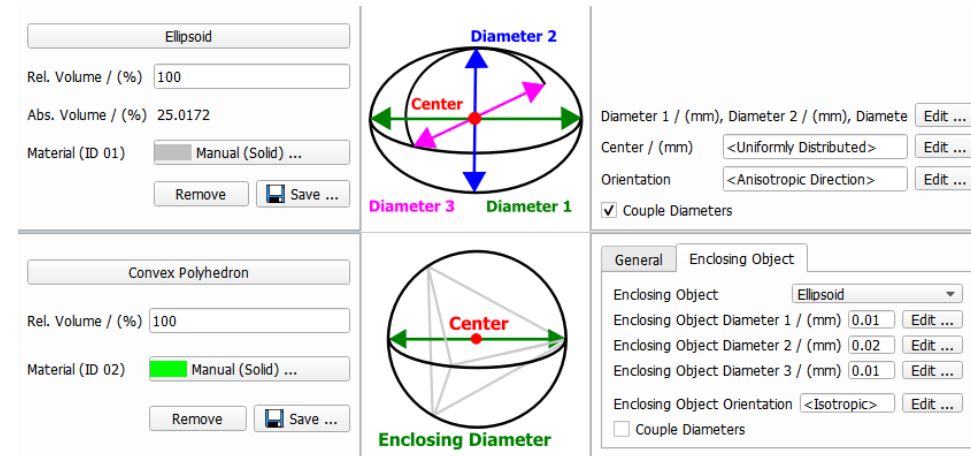 Ellipsoid
Rel. Volume / (%) 100
Abs. Volume / (%) 25.0172
Material (ID 01) Manual (Solid) ...
Remove Save ...
Diameter 2
Center
Diameter 3 Diameter 1
Diameter 1 / (mm), Diameter 2 / (mm), Diamete Edit ...
Center / (mm) <Uniformly Distributed> Edit ...
Orientation <Anisotropic Direction> Edit ...
Couple Diameters
Convex Polyhedron
Rel. Volume / (%) 100
Material (ID 02) Manual (Solid) ...
Remove Save ...
Center
Enclosing Diameter
General Enclosing Object
Enclosing Object Ellipsoid
Enclosing Object Diameter 1 / (mm) 0.01 Edit ...
Enclosing Object Diameter 2 / (mm) 0.02 Edit ...
Enclosing Object Diameter 3 / (mm) 0.01 Edit ...
Enclosing Object Orientation <Isotropic> Edit ...
Couple Diameters